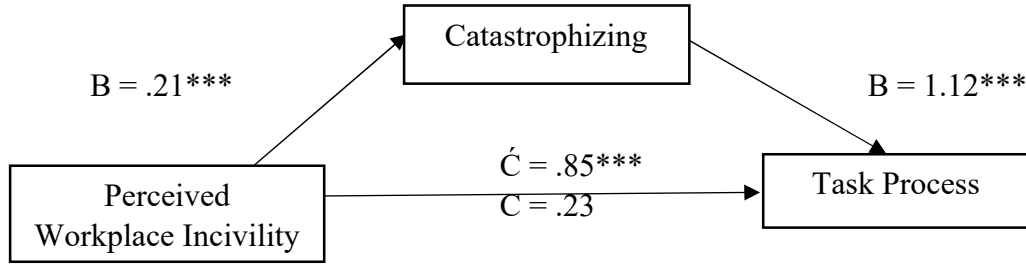 Catastrophizing
B = .21***
B = 1.12***
Ć = .85***
C = .23
Perceived
Workplace Incivility
Task Process